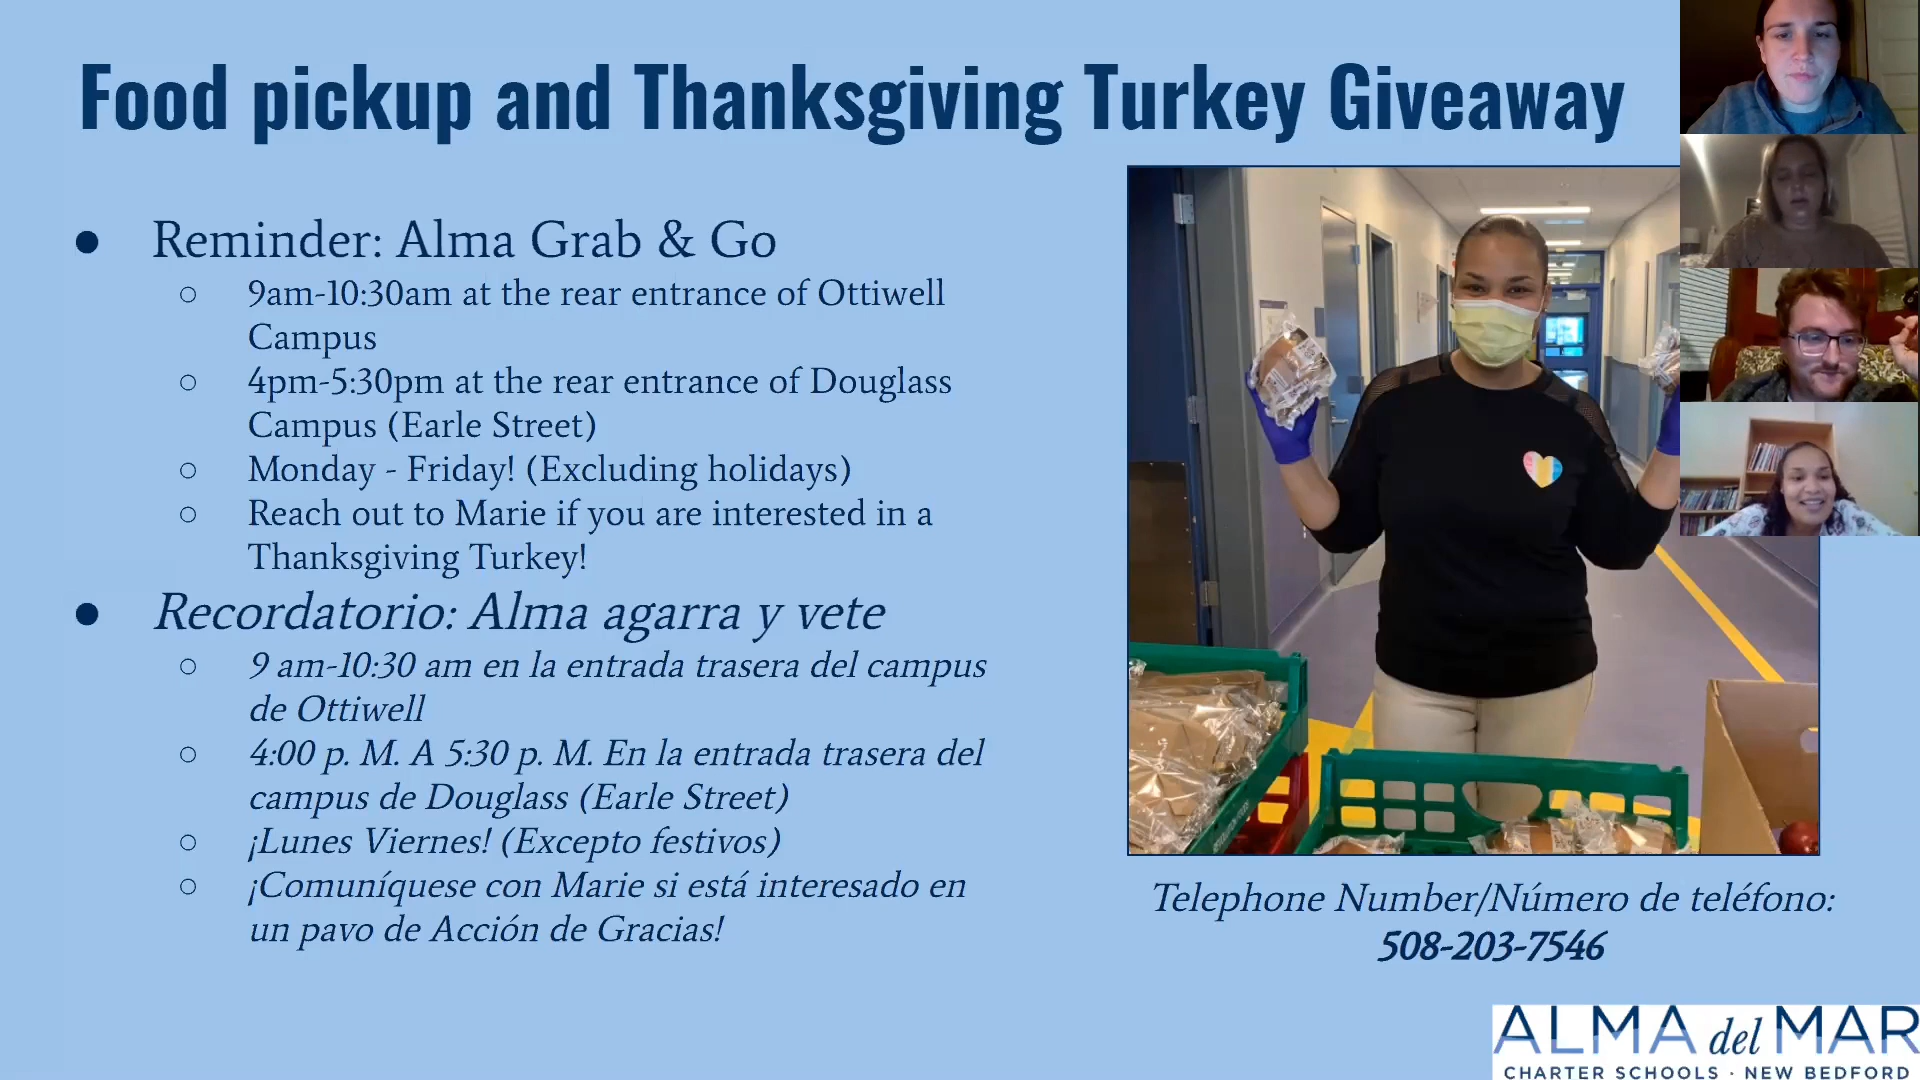 Food pickup and Thanksgiving Turkey Giveaway
● Reminder: Alma Grab & Go
○ 9am-10:30am at the rear entrance of Ottiwell
Campus
○ 4pm-5:30pm at the rear entrance of Douglass
Campus (Earle Street)
○ Monday - Friday! (Excluding holidays)
○ Reach out to Marie if you are interested in a
Thanksgiving Turkey!
● Recordatorio: Alma agarra y vete
○ 9 am-10:30 am en la entrada trasera del campus
de Ottiwell
○ 4:00 p. M. A 5:30 p. M. En la entrada trasera del
campus de Douglass (Earle Street)
○ ¡Lunes Viernes! (Excepto festivos)
○ ¡Comuníquese con Marie si está interesado en
un pavo de Acción de Gracias!
Telephone Number/Número de teléfono:
508-203-7546
ALMA del MAR
CHARTER SCHOOLS · NEW BEDFORD